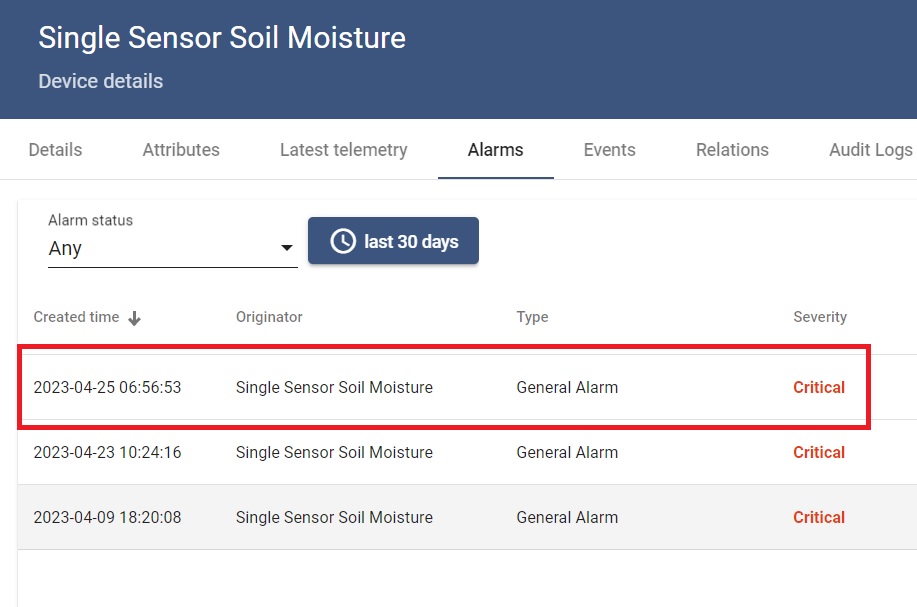 Single Sensor Soil Moisture
Device details
Details Attributes Latest telemetry Alarms Events Relations Audit Logs
Alarm status
Any
last 30 days
Created time Originator Type Severity
2023-04-25 06:56:53 Single Sensor Soil Moisture General Alarm Critical
2023-04-23 10:24:16 Single Sensor Soil Moisture General Alarm Critical
2023-04-09 18:20:08 Single Sensor Soil Moisture General Alarm Critical